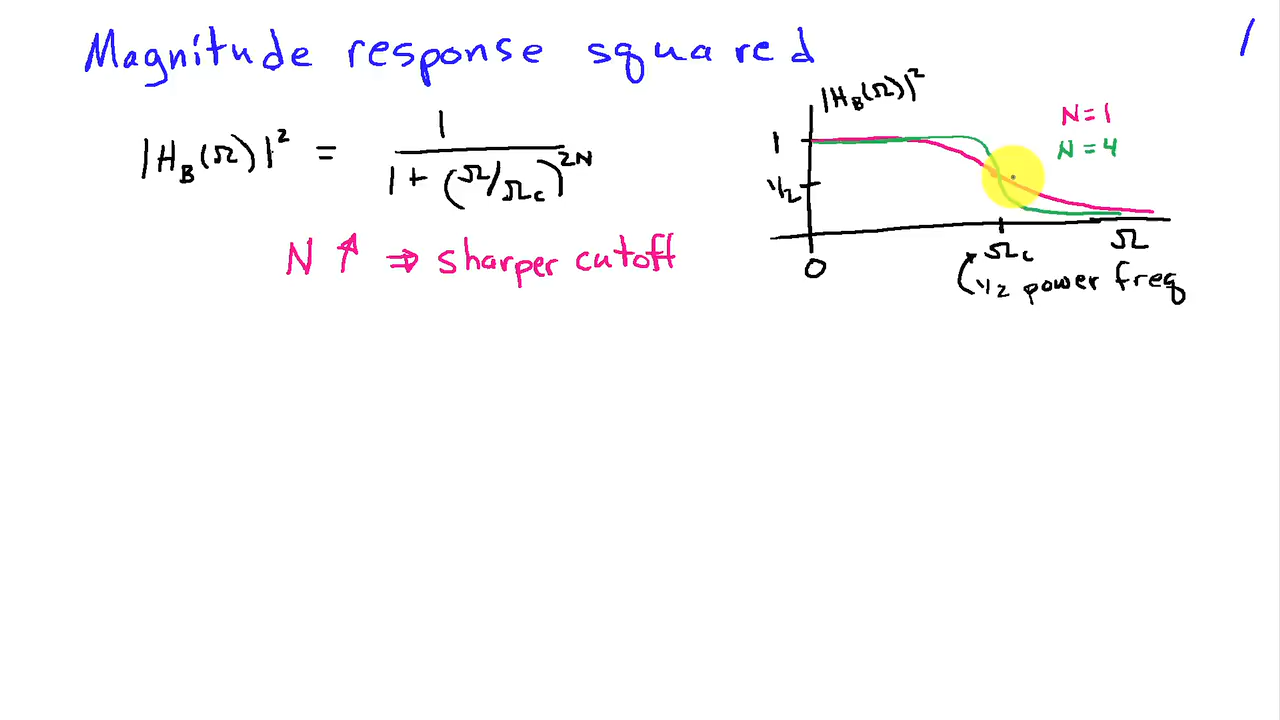 Magnitude response squared
1
|H_B(Ω)|² = 1 / (1 + (Ω/Ω_c)^{2N})
N ↑ ⇒ sharper cutoff
|H_B(Ω)|²
N = 1
N = 4
1
1/2
0
Ω_c
Ω
1/2 power freq